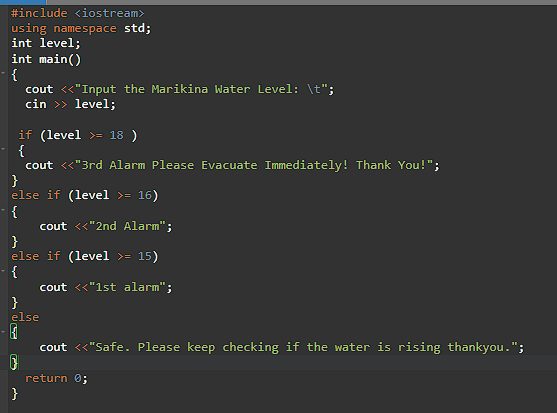 #include <iostream>
using namespace std;
int level;
int main()
{
cout <<"Input the Marikina Water Level: \t";
cin >> level;
if (level >= 18 )
{
cout <<"3rd Alarm Please Evacuate Immediately! Thank You!";
}
else if (level >= 16)
{
cout <<"2nd Alarm";
}
else if (level >= 15)
{
cout <<"1st alarm";
}
else
{
cout <<"Safe. Please keep checking if the water is rising thankyou.";
}
return 0;
}